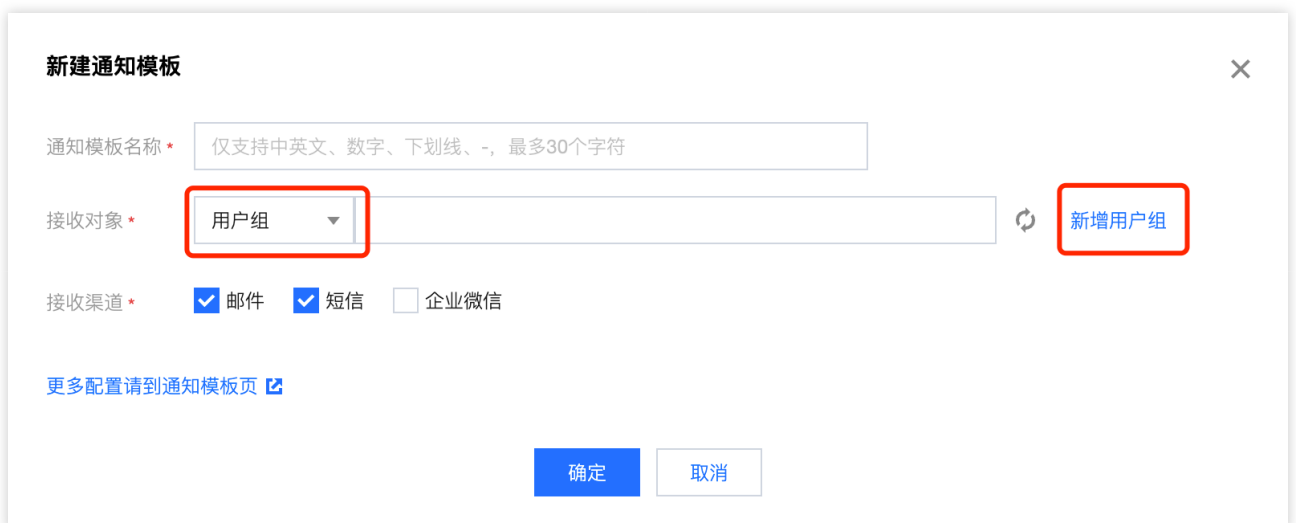 新建通知模板
通知模板名称 * 仅支持中英文、数字、下划线、-，最多30个字符
接收对象 * 用户组 新增用户组
接收渠道 * 邮件 短信 企业微信
更多配置请到通知模板页
确定 取消